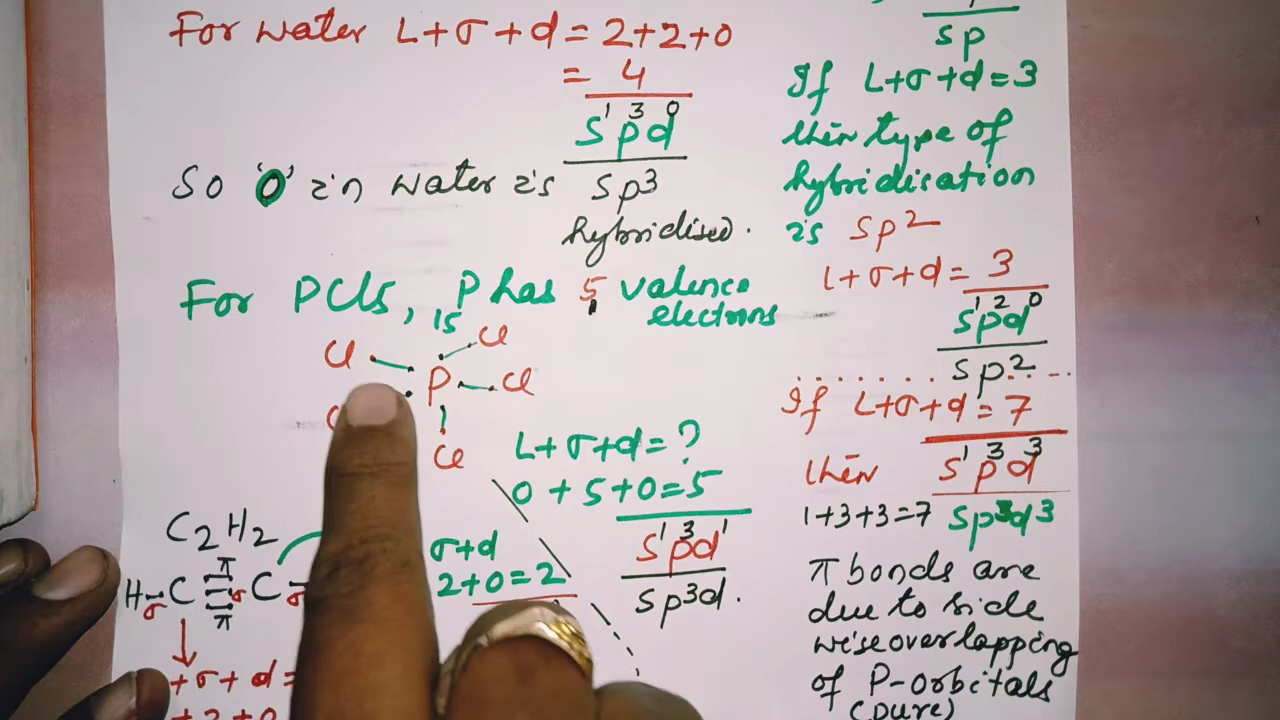 For water L+σ+d = 2+2+0
= 4
s¹p³d⁰
So 'O' in water is sp³
hybridised.
For PCl5, P has 5 valence
electrons
15
Cl Cl
P Cl
Cl
L+σ+d=?
0+5+0=5
s¹p³d¹
sp³d.
C2H2
π
H-C≡C
σ σ σ
π
σ+d
2+0=2
+σ+d=
+2+0
sp
If L+σ+d=3
then type of
hybridisation
is sp²
L+σ+d=3
s¹p²d⁰
sp²
If L+σ+d=7
then s¹p³d³
1+3+3=7 sp³d³
π bonds are
due to side
wise overlapping
of P-orbitals
(pure)